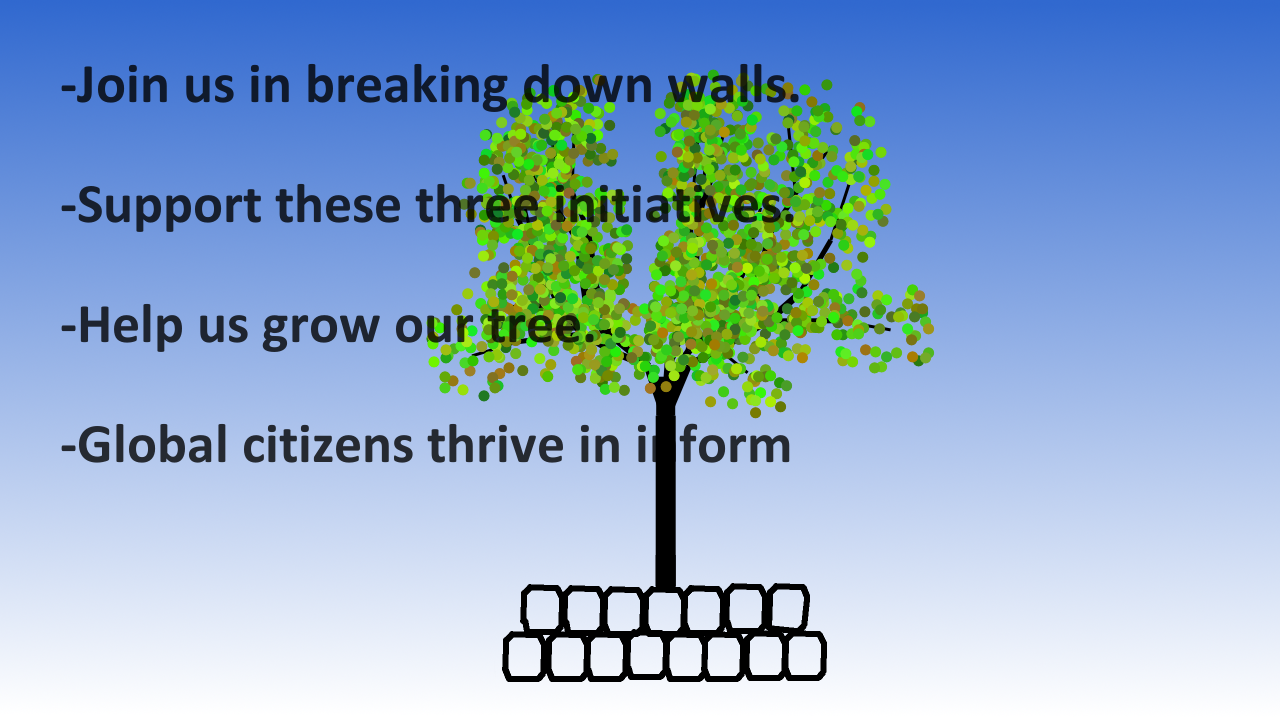 -Join us in breaking down walls.
-Support these three initiatives.
-Help us grow our tree.
-Global citizens thrive in